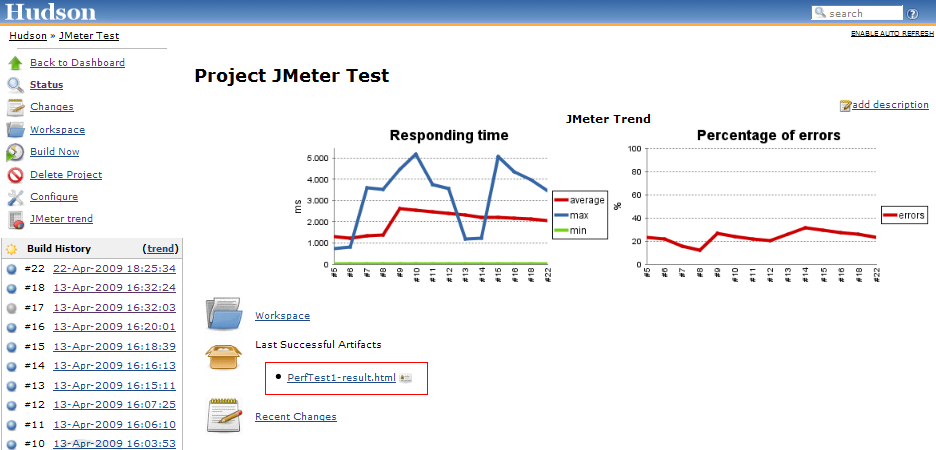 Hudson
search
Hudson » JMeter Test
ENABLE AUTO REFRESH
Back to Dashboard
Status
Changes
Workspace
Build Now
Delete Project
Configure
JMeter trend
Build History (trend)
#22 22-Apr-2009 18:25:34
#18 13-Apr-2009 16:32:24
#17 13-Apr-2009 16:32:03
#16 13-Apr-2009 16:20:01
#15 13-Apr-2009 16:18:39
#14 13-Apr-2009 16:16:13
#13 13-Apr-2009 16:15:11
#12 13-Apr-2009 16:07:25
#11 13-Apr-2009 16:06:10
#10 13-Apr-2009 16:03:53
Project JMeter Test
add description
JMeter Trend
Responding time
5.000
4.000
3.000
2.000
1.000
0
ms
#5 #6 #7 #8 #9 #10 #11 #12 #13 #14 #15 #16 #18 #22
average
max
min
Percentage of errors
100
80
60
40
20
0
%
#5 #6 #7 #8 #9 #10 #11 #12 #13 #14 #15 #16 #18 #22
errors
Workspace
Last Successful Artifacts
PerfTest1-result.html
Recent Changes